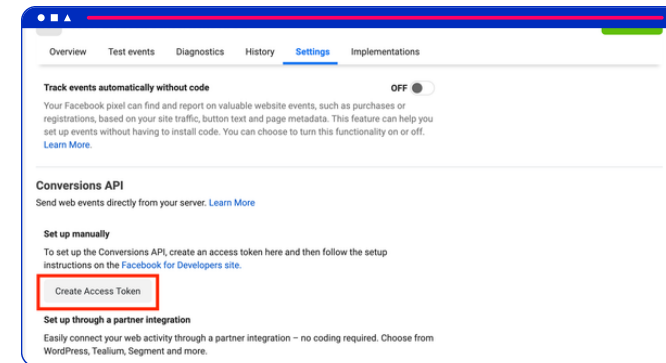 Overview Test events Diagnostics History Settings Implementations
Track events automatically without code OFF
Your Facebook pixel can find and report on valuable website events, such as purchases or
registrations, based on your site traffic, button text and page metadata. This feature can help you
set up events without having to install code. You can choose to turn this functionality on or off.
Learn More.
Conversions API
Send web events directly from your server. Learn More
Set up manually
To set up the Conversions API, create an access token here and then follow the setup
instructions on the Facebook for Developers site.
Create Access Token
Set up through a partner integration
Easily connect your web activity through a partner integration – no coding required. Choose from
WordPress, Tealium, Segment and more.